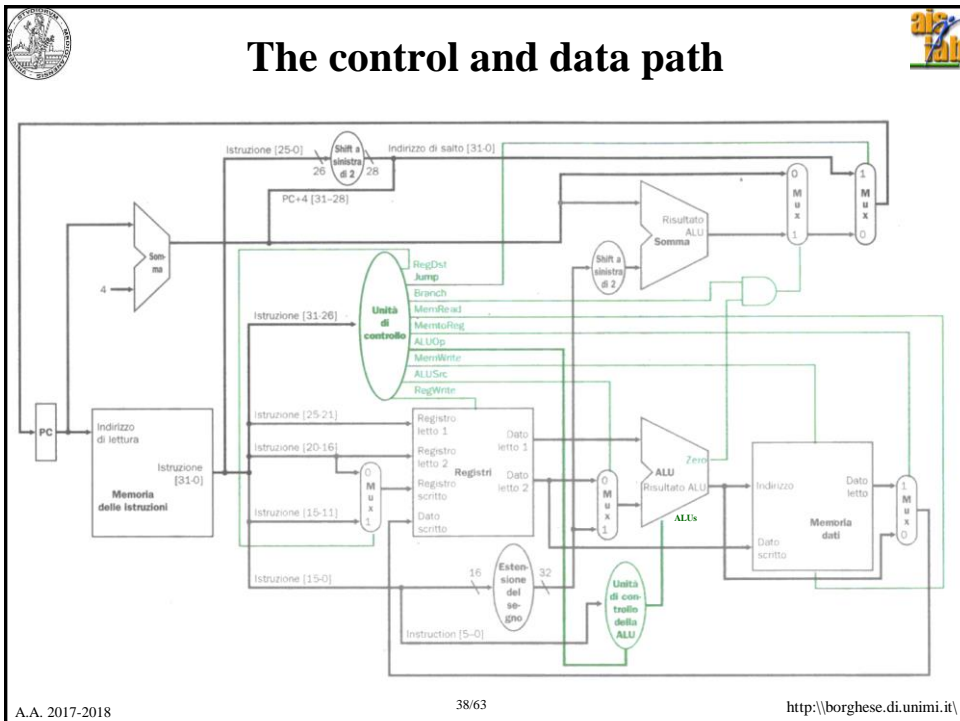 The control and data path
Istruzione [25-0]
26
Shift a
sinistra
di 2
28
Indirizzo di salto [31-0]
PC+4 [31-28]
Som-
ma
4
Risultato
ALU
Somma
Shift a
sinistra
di 2
0
M
u
x
1
1
M
u
x
0
RegDst
Jump
Branch
MemRead
MemtoReg
ALUOp
MemWrite
ALUSrc
RegWrite
Unità
di
controllo
Istruzione [31-26]
PC
Indirizzo
di lettura
Istruzione
[31-0]
Memoria
delle istruzioni
Istruzione [25-21]
Istruzione [20-16]
Istruzione [15-11]
0
M
u
x
1
Registro
letto 1
Registro
letto 2
Registro
scritto
Dato
scritto
Registri
Dato
letto 1
Dato
letto 2
0
M
u
x
1
Zero
ALU
Risultato ALU
ALUs
Indirizzo
Dato
letto
Dato
scritto
Memoria
dati
1
M
u
x
0
Istruzione [15-0]
16
Esten-
sione
del
se-
gno
32
Unità
di con-
trollo
della
ALU
Instruction [5-0]
A.A. 2017-2018
38/63
http:\\borghese.di.unimi.it\